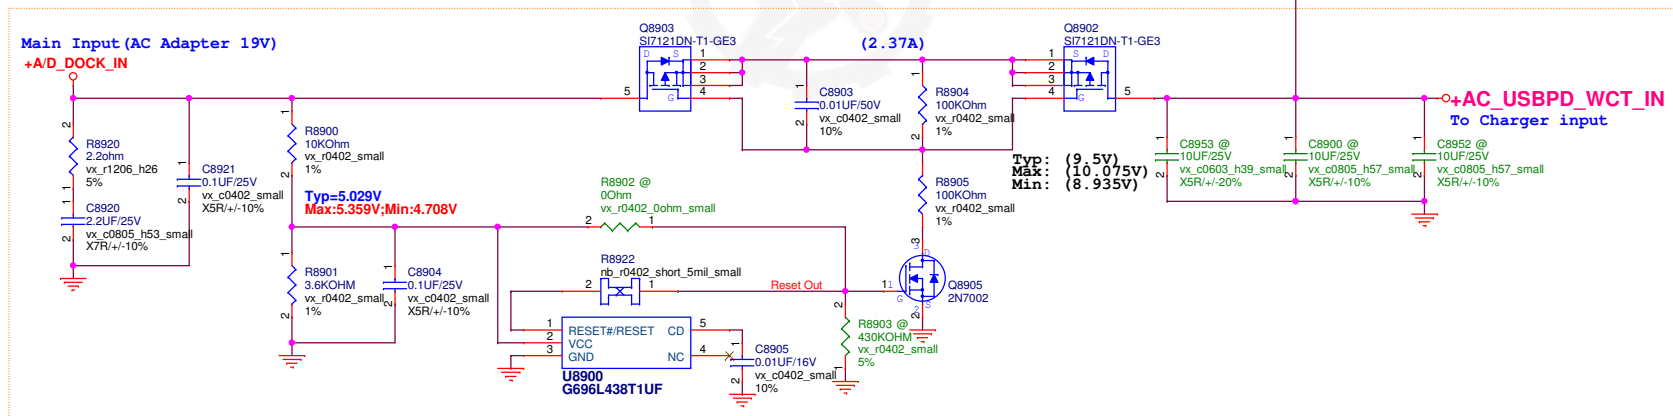 Main Input(AC Adapter 19V)
+A/D_DOCK_IN
R8920
2.2ohm
vx_r1206_h26
5%
C8920
2.2UF/25V
vx_c0805_h53_small
X7R/+/-10%
C8921
0.1UF/25V
vx_c0402_small
X5R/+/-10%
R8900
10KOhm
vx_r0402_small
1%
Typ=5.029V
Max:5.359V;Min:4.708V
R8901
3.6KOHM
vx_r0402_small
1%
C8904
0.1UF/25V
vx_c0402_small
X5R/+/-10%
R8902 @
0Ohm
vx_r0402_0ohm_small
R8922
nb_r0402_short_5mil_small
Reset Out
1 RESET#/RESET CD 5
2 VCC
3 GND NC 4
U8900
G696L438T1UF
C8905
0.01UF/16V
vx_c0402_small
10%
R8903 @
430KOHM
vx_r0402_small
5%
Q8905
2N7002
Q8903
SI7121DN-T1-GE3
(2.37A)
C8903
0.01UF/50V
vx_c0402_small
10%
R8904
100KOhm
vx_r0402_small
1%
R8905
100KOhm
vx_r0402_small
1%
Q8902
SI7121DN-T1-GE3
Typ: (9.5V)
Max: (10.075V)
Min: (8.935V)
+AC_USBPD_WCT_IN
To Charger input
C8953 @
10UF/25V
vx_c0603_h39_small
X5R/+/-20%
C8900 @
10UF/25V
vx_c0805_h57_small
X5R/+/-10%
C8952 @
10UF/25V
vx_c0805_h57_small
X5R/+/-10%